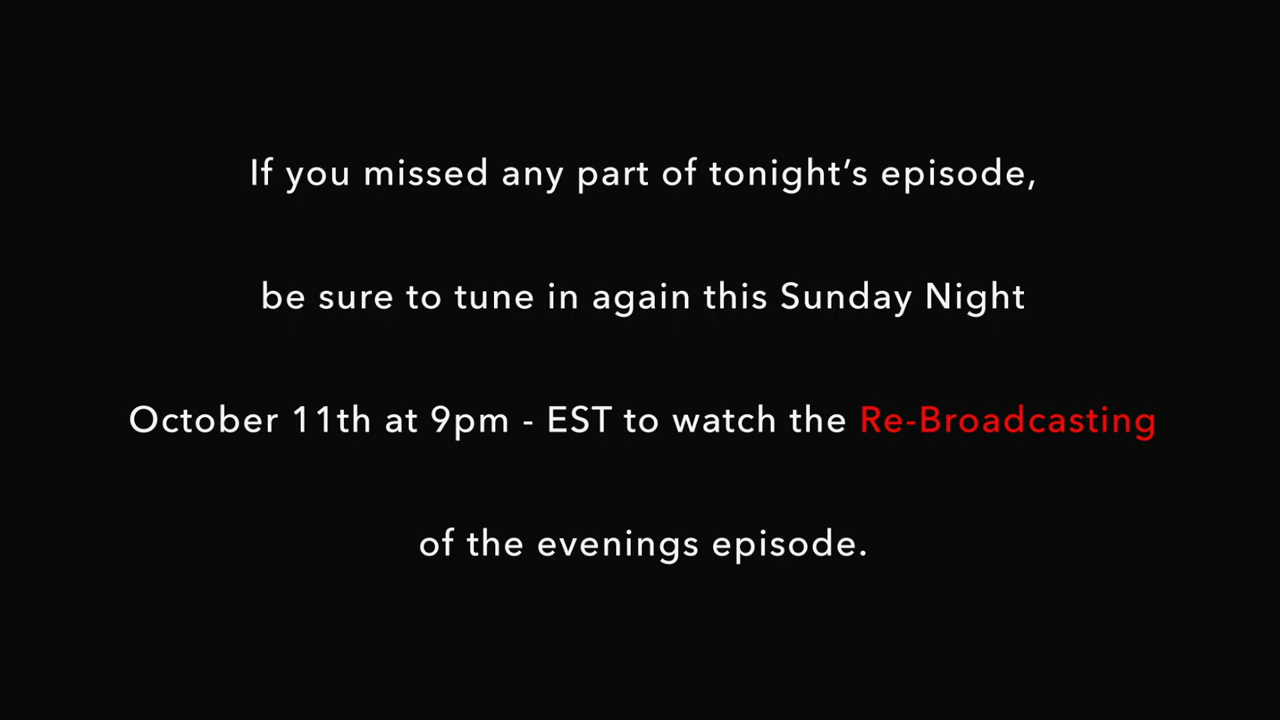 If you missed any part of tonight’s episode,
be sure to tune in again this Sunday Night
October 11th at 9pm - EST to watch the Re-Broadcasting
of the evenings episode.